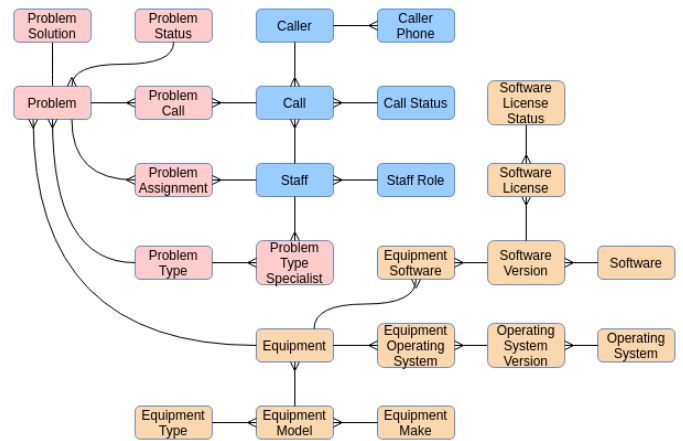 Problem
Solution
Problem
Status
Caller
Caller
Phone
Problem
Problem
Call
Call
Call Status
Software
License
Status
Problem
Assignment
Staff
Staff Role
Software
License
Problem
Type
Problem
Type
Specialist
Equipment
Software
Software
Version
Software
Equipment
Equipment
Operating
System
Operating
System
Version
Operating
System
Equipment
Type
Equipment
Model
Equipment
Make